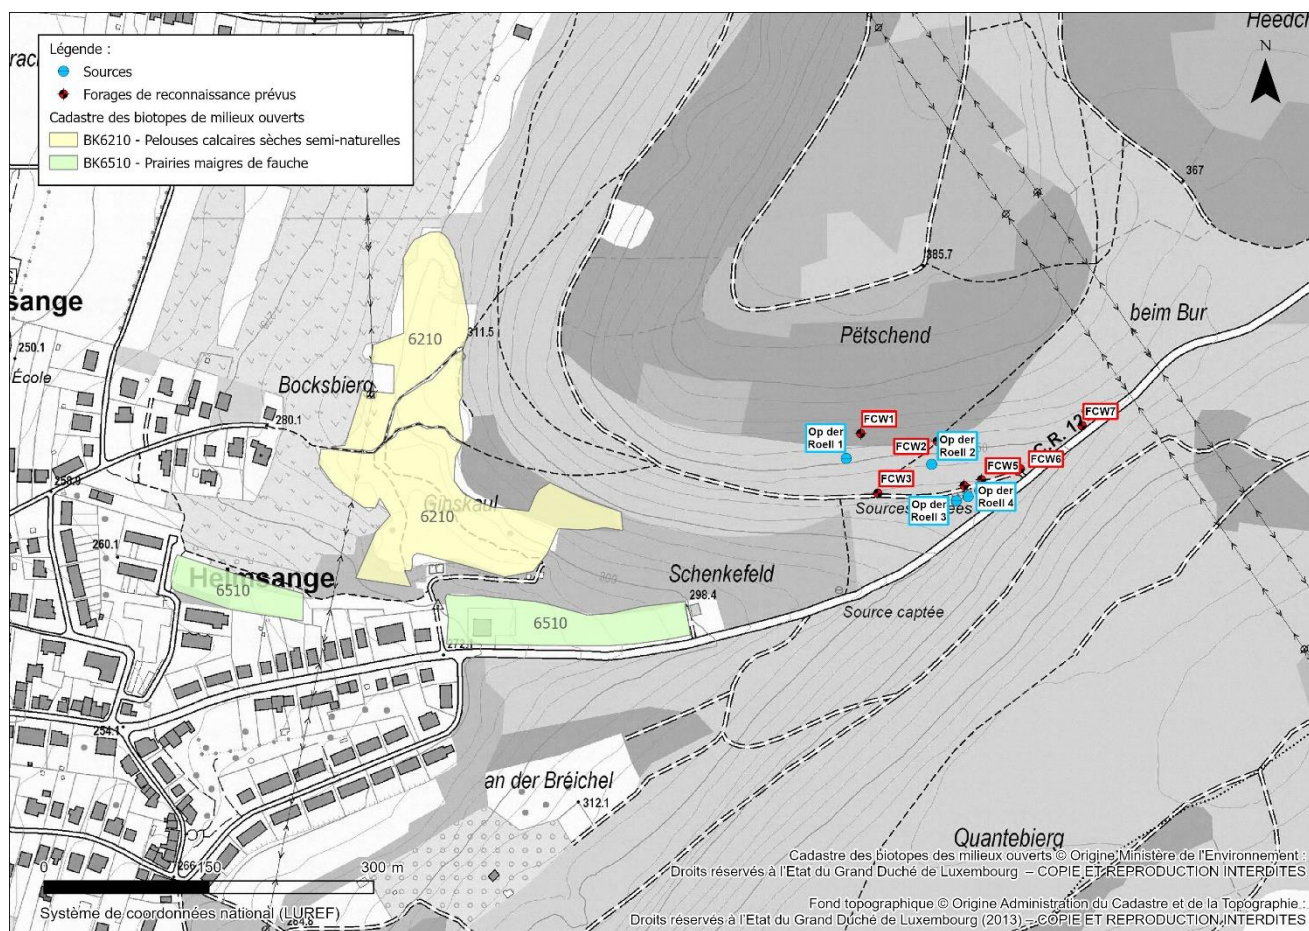 Légende :
Sources
Forages de reconnaissance prévus
Cadastre des biotopes de milieux ouverts
BK6210 - Pelouses calcaires sèches semi-naturelles
BK6510 - Prairies maigres de fauche
N
367
385.7
sange
250.1
École
311.5
6210
Bocksbierg
280.1
Pëtschend
beim Bur
FCW1
FCW7
Op der
Roell 1
FCW2
Op der
Roell 2
C.R.
FCW6
FCW5
FCW3
Op der
Roell 3
Op der
Roell 4
Sources
258.9
Ginskaul
6210
260.1
Helmsange
6510
Schenkefeld
298.4
Source captée
6510
254.1
an der Bréichel
312.1
Quantebierg
266
0 150 300 m
264.8
Système de coordonnées national (LUREF)
Cadastre des biotopes des milieux ouverts © Origine Ministère de l'Environnement :
Droits réservés à l'Etat du Grand Duché de Luxembourg – COPIE ET REPRODUCTION INTERDITES
Fond topographique © Origine Administration du Cadastre et de la Topographie :
Droits réservés à l'Etat du Grand Duché de Luxembourg (2013) – COPIE ET REPRODUCTION INTERDITES